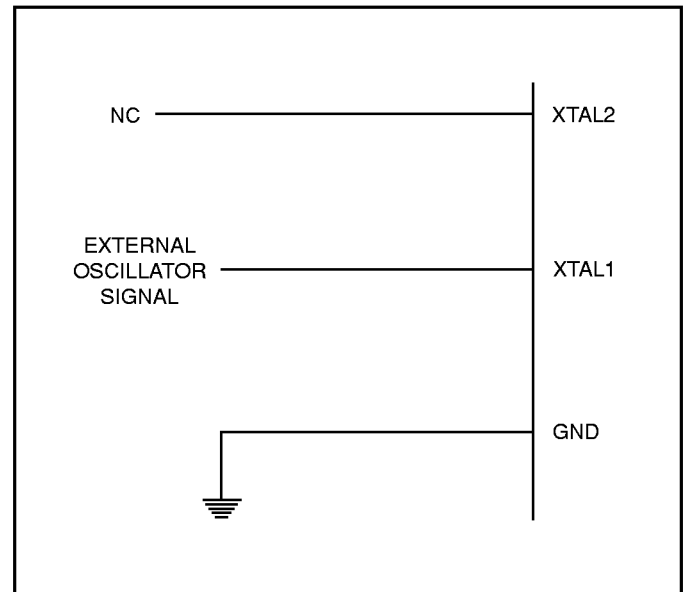 NC
XTAL2
EXTERNAL
OSCILLATOR
SIGNAL
XTAL1
GND